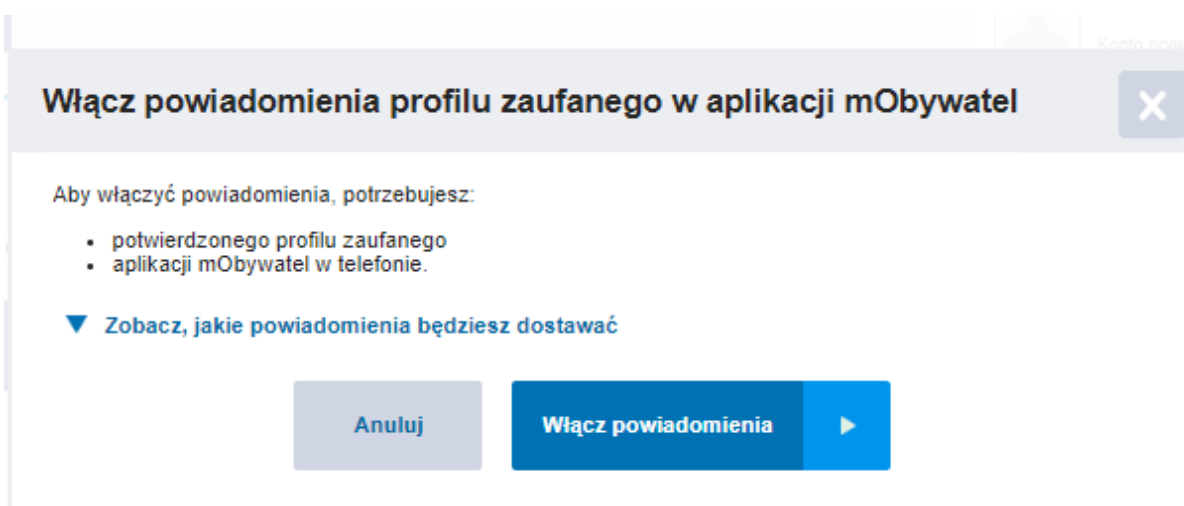 Konto
Włącz powiadomienia profilu zaufanego w aplikacji mObywatel
Aby włączyć powiadomienia, potrzebujesz:
• potwierdzonego profilu zaufanego
• aplikacji mObywatel w telefonie.
Zobacz, jakie powiadomienia będziesz dostawać
Anuluj
Włącz powiadomienia